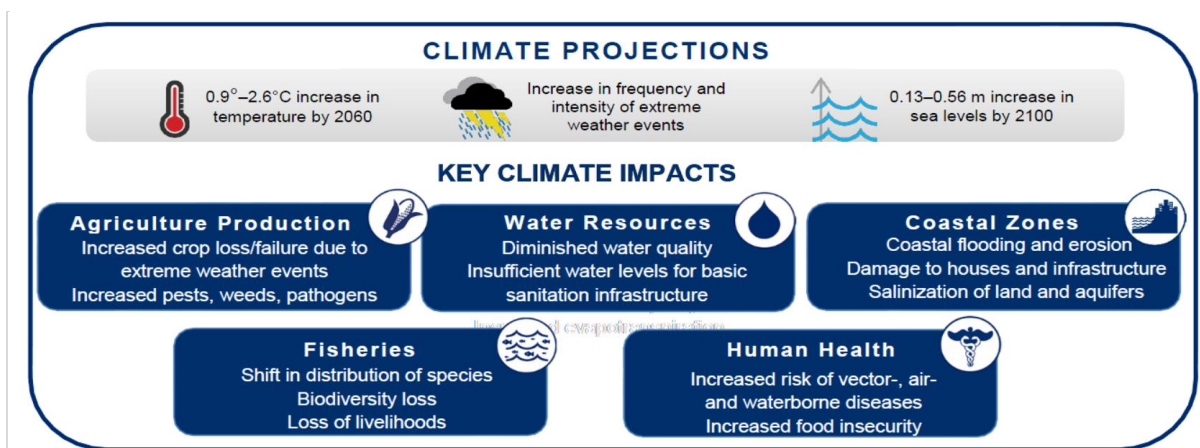 CLIMATE PROJECTIONS
0.9°–2.6°C increase in
temperature by 2060
Increase in frequency and
intensity of extreme
weather events
0.13–0.56 m increase in
sea levels by 2100
KEY CLIMATE IMPACTS
Agriculture Production
Increased crop loss/failure due to
extreme weather events
Increased pests, weeds, pathogens
Water Resources
Diminished water quality
Insufficient water levels for basic
sanitation infrastructure
Coastal Zones
Coastal flooding and erosion
Damage to houses and infrastructure
Salinization of land and aquifers
evapotranspiration
Fisheries
Shift in distribution of species
Biodiversity loss
Loss of livelihoods
Human Health
Increased risk of vector-, air-
and waterborne diseases
Increased food insecurity